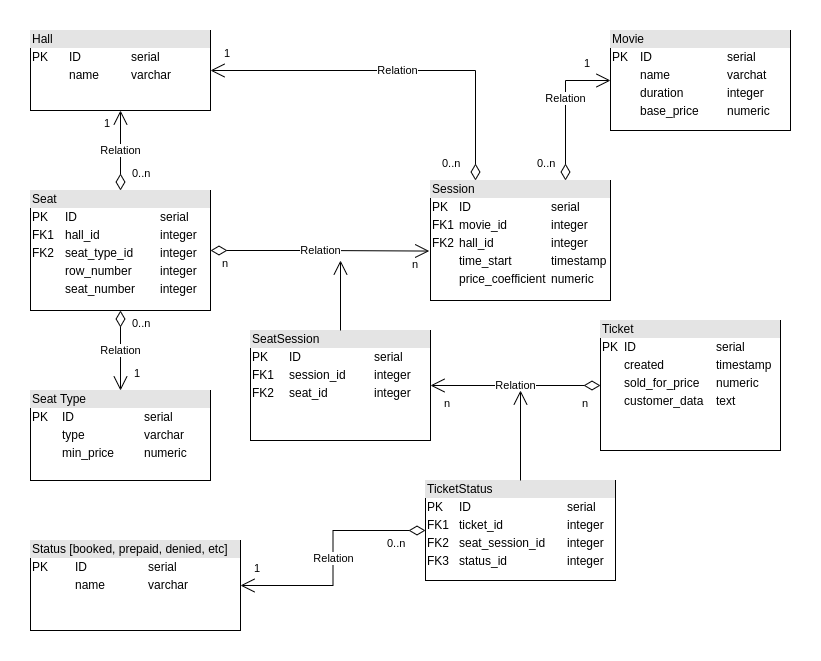 Hall
PK ID serial
name varchar
1
Relation
Movie
PK ID serial
name varchat
duration integer
base_price numeric
1
Relation
1
Relation
0..n
0..n
0..n
Seat
PK ID serial
FK1 hall_id integer
FK2 seat_type_id integer
row_number integer
seat_number integer
Session
PK ID serial
FK1 movie_id integer
FK2 hall_id integer
time_start timestamp
price_coefficient numeric
n
Relation
n
0..n
Relation
1
SeatSession
PK ID serial
FK1 session_id integer
FK2 seat_id integer
Ticket
PK ID serial
created timestamp
sold_for_price numeric
customer_data text
Seat Type
PK ID serial
type varchar
min_price numeric
n
Relation
n
TicketStatus
PK ID serial
FK1 ticket_id integer
FK2 seat_session_id integer
FK3 status_id integer
0..n
Relation
1
Status [booked, prepaid, denied, etc]
PK ID serial
name varchar